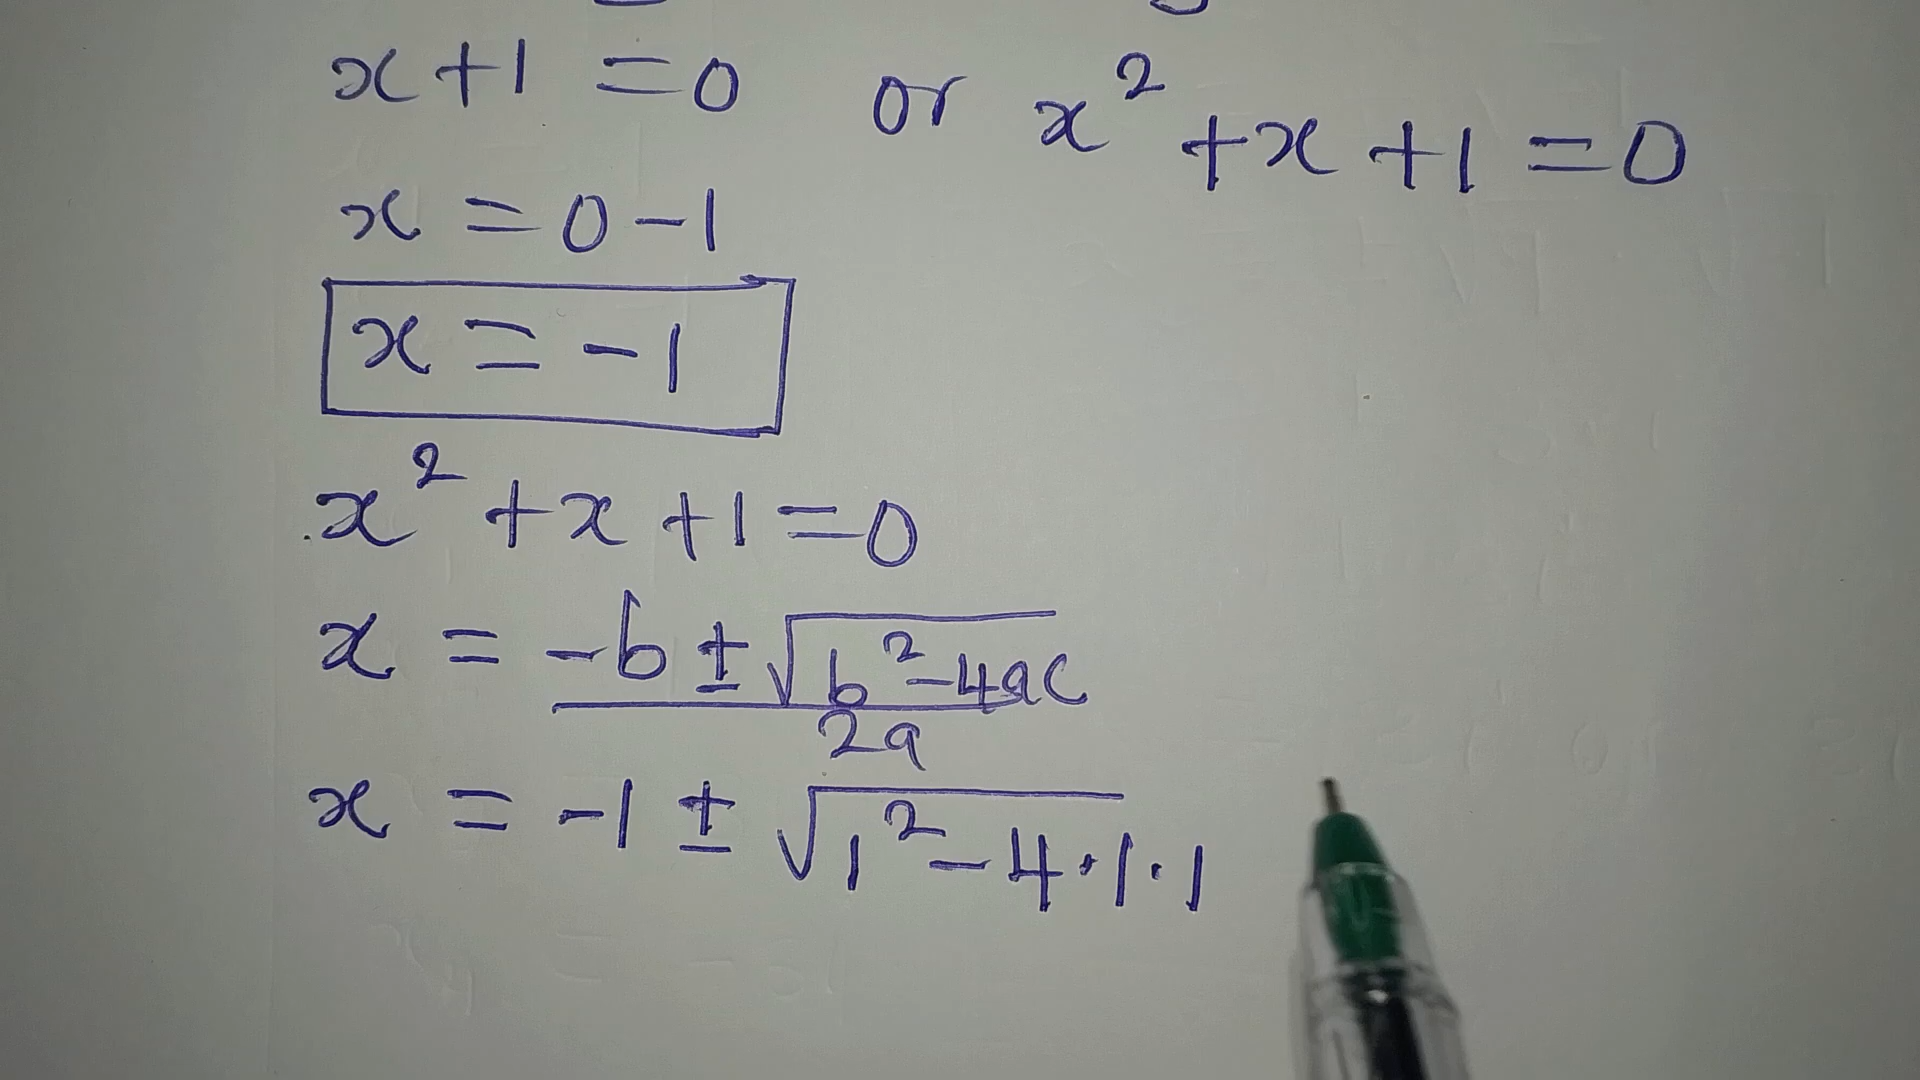 x+1 = 0 or x² + x + 1 = 0
x = 0 - 1
x = -1
x² + x + 1 = 0
x = -b ± √b² - 4ac
2a
x = -1 ± √1² - 4·1·1